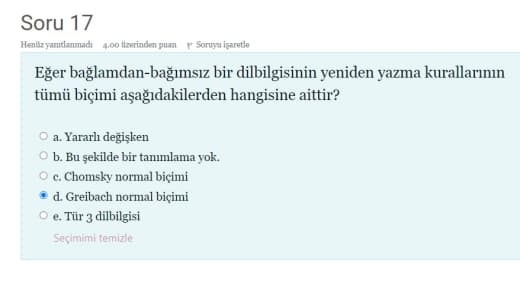 Soru 17
Henüz yanıtlanmadı 4,00 üzerinden puan Soruyu işaretle
Eğer bağlamdan-bağımsız bir dilbilgisinin yeniden yazma kurallarının
tümü biçimi aşağıdakilerden hangisine aittir?
a. Yararlı değişken
b. Bu şekilde bir tanımlama yok.
c. Chomsky normal biçimi
d. Greibach normal biçimi
e. Tür 3 dilbilgisi
Seçimimi temizle